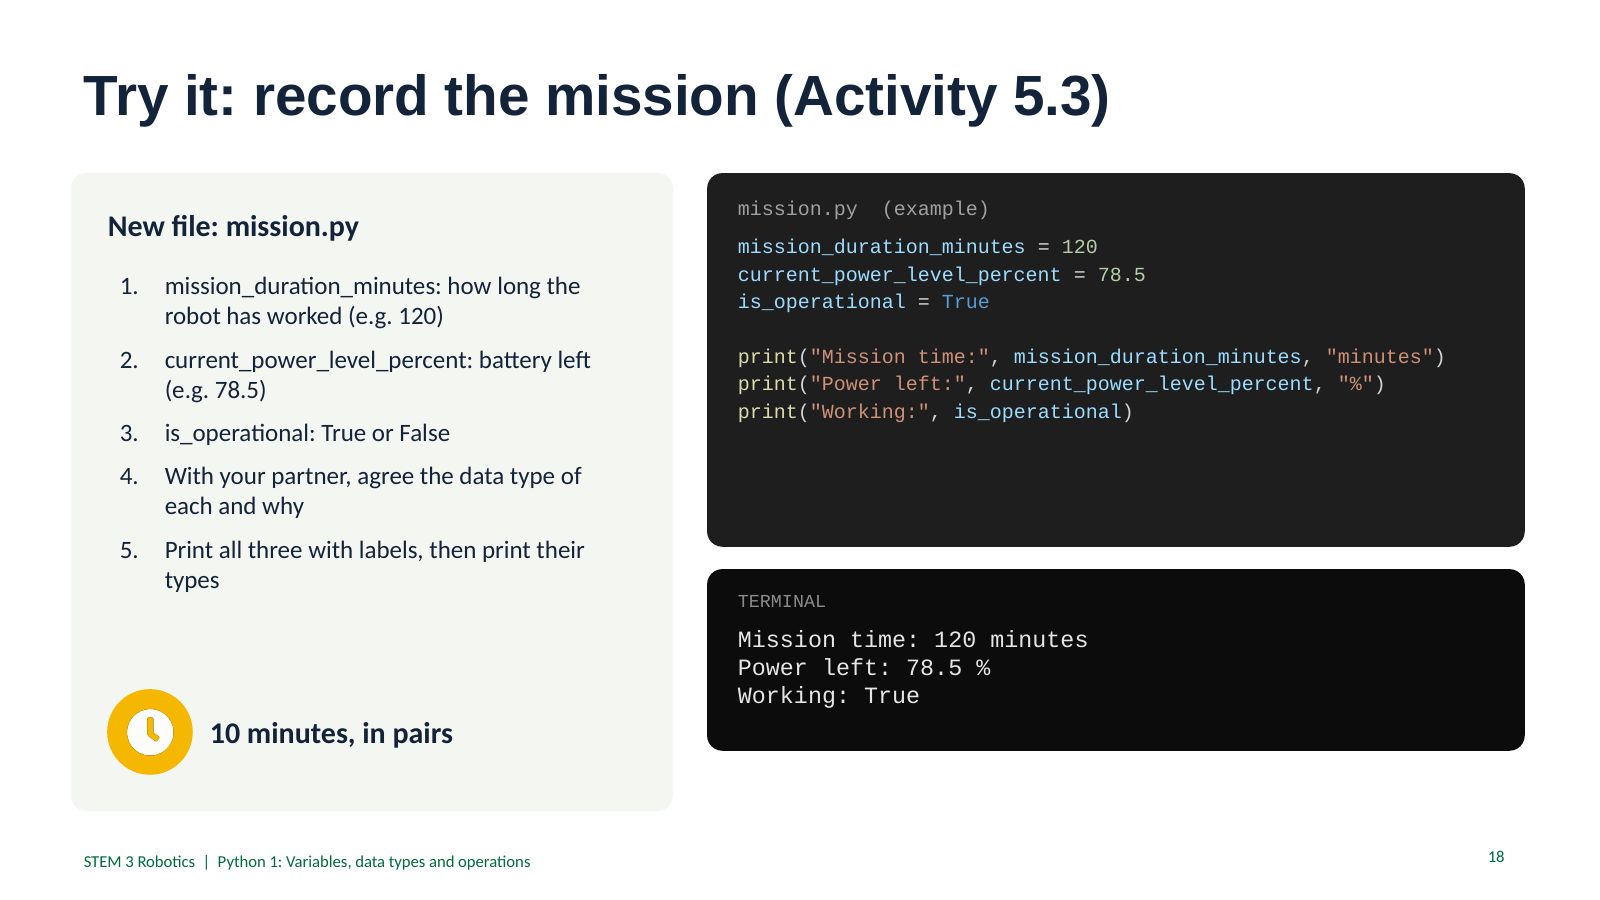 Try it: record the mission (Activity 5.3)
New file: mission.py
1. mission_duration_minutes: how long the
robot has worked (e.g. 120)
2. current_power_level_percent: battery left
(e.g. 78.5)
3. is_operational: True or False
4. With your partner, agree the data type of
each and why
5. Print all three with labels, then print their
types
10 minutes, in pairs
mission.py  (example)
mission_duration_minutes = 120
current_power_level_percent = 78.5
is_operational = True
print("Mission time:", mission_duration_minutes, "minutes")
print("Power left:", current_power_level_percent, "%")
print("Working:", is_operational)
TERMINAL
Mission time: 120 minutes
Power left: 78.5 %
Working: True
STEM 3 Robotics | Python 1: Variables, data types and operations
18